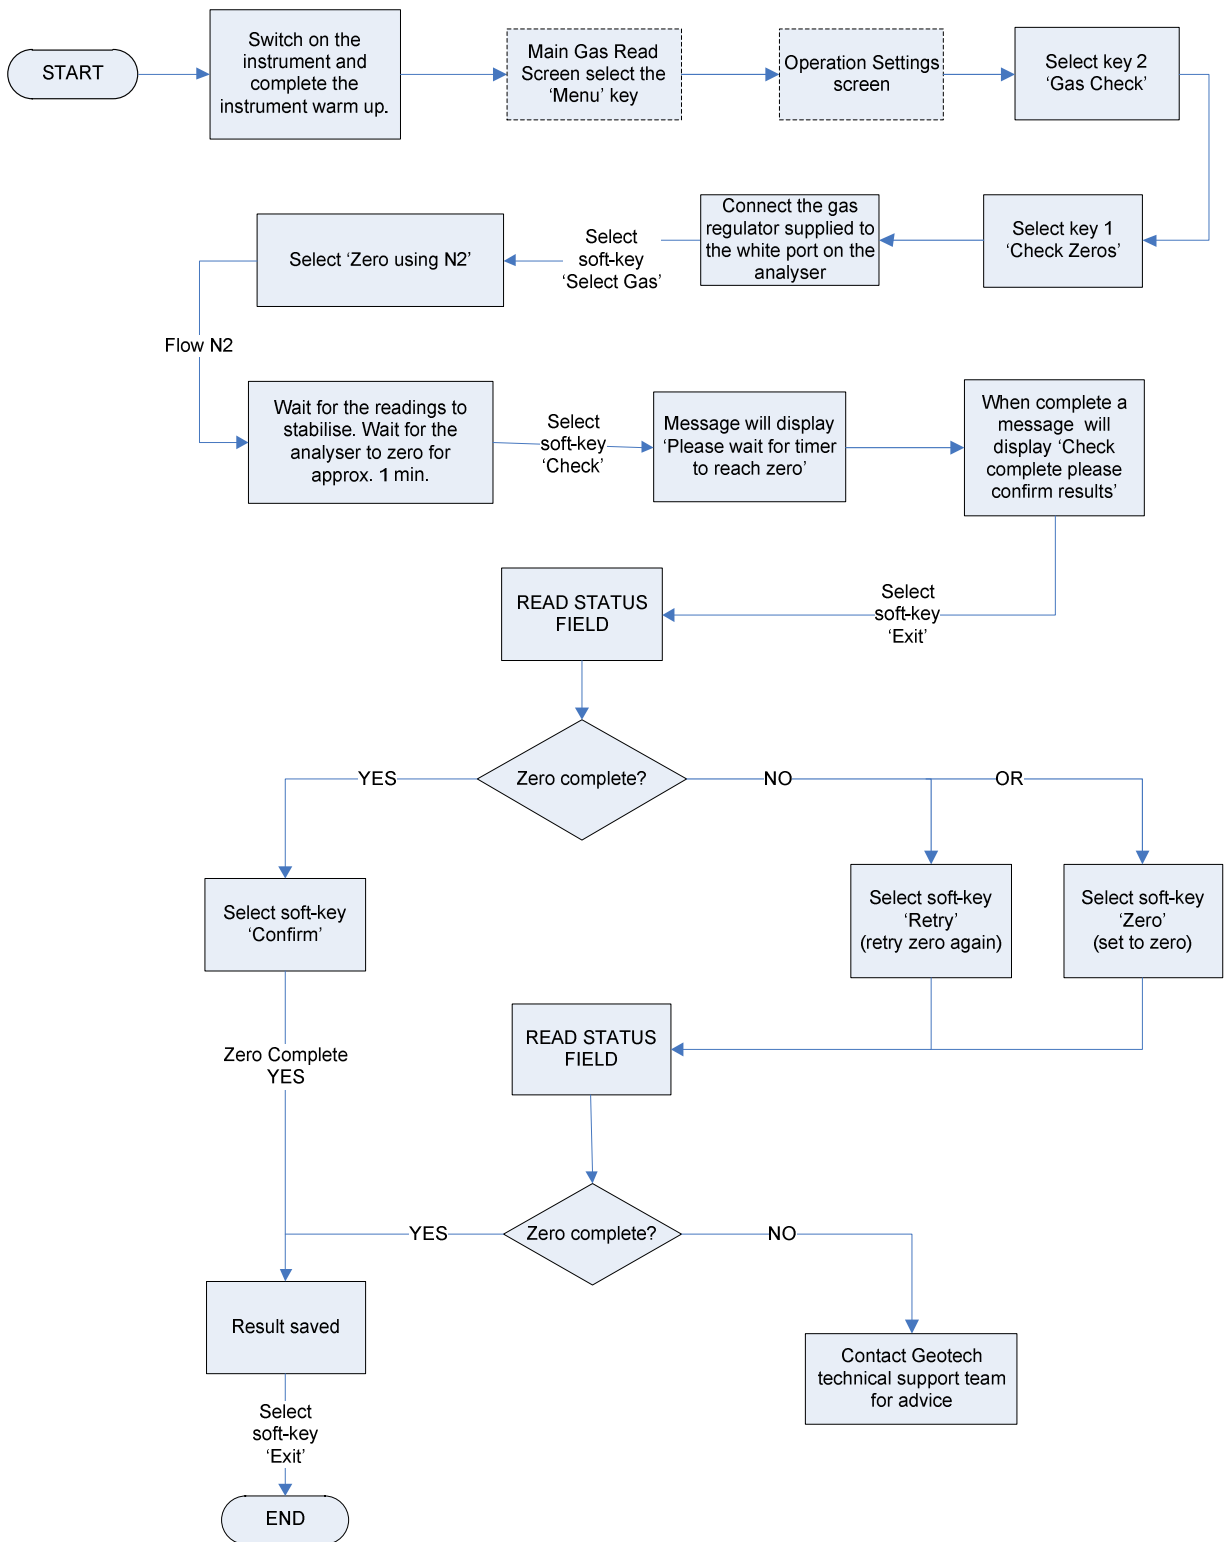 START
Switch on the
instrument and
complete the
instrument warm up.
Main Gas Read
Screen select the
‘Menu’ key
Operation Settings
screen
Select key 2
‘Gas Check’
Select key 1
‘Check Zeros’
Connect the gas
regulator supplied to
the white port on the
analyser
Select
soft-key
‘Select Gas’
Select ‘Zero using N2’
Flow N2
Wait for the readings to
stabilise. Wait for the
analyser to zero for
approx. 1 min.
Select
soft-key
‘Check’
Message will display
‘Please wait for timer
to reach zero’
When complete a
message will
display ‘Check
complete please
confirm results’
Select
soft-key
‘Exit’
READ STATUS
FIELD
Zero complete?
YES
NO
OR
Select soft-key
‘Confirm’
Select soft-key
‘Retry’
(retry zero again)
Select soft-key
‘Zero’
(set to zero)
Zero Complete
YES
READ STATUS
FIELD
Zero complete?
YES
NO
Result saved
Contact Geotech
technical support team
for advice
Select
soft-key
‘Exit’
END